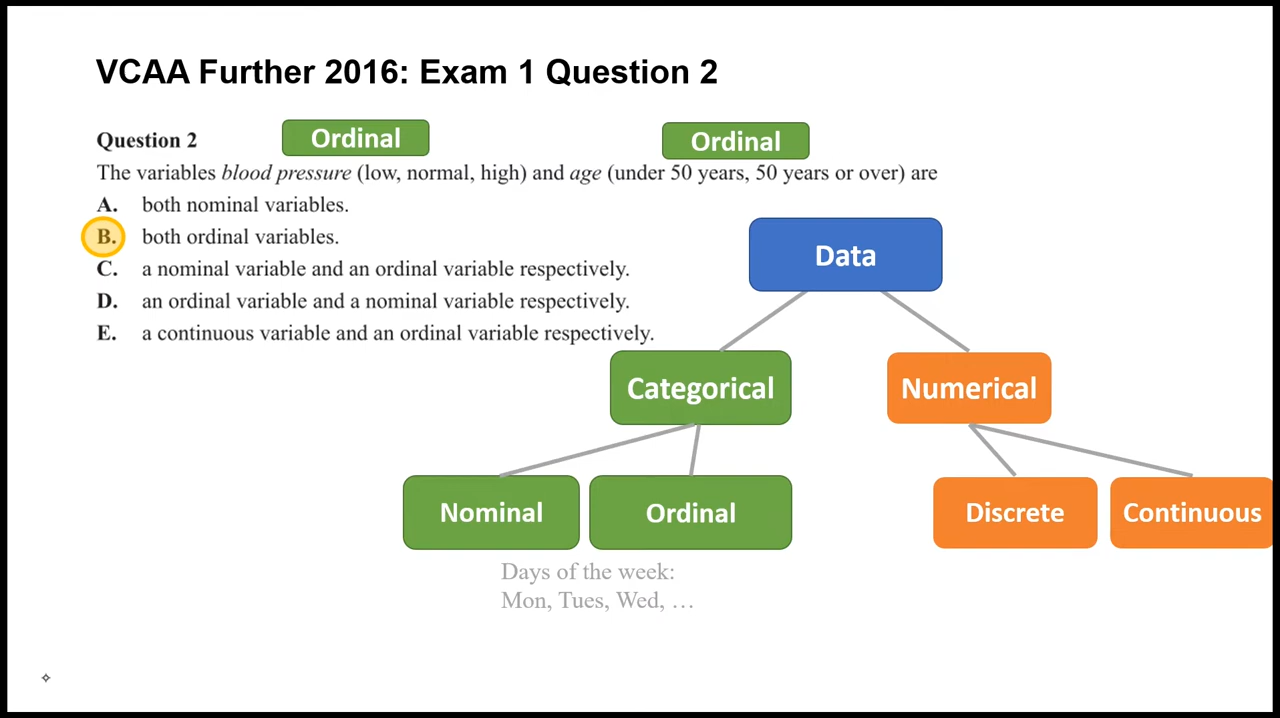 VCAA Further 2016: Exam 1 Question 2
Question 2
Ordinal
Ordinal
The variables blood pressure (low, normal, high) and age (under 50 years, 50 years or over) are
A. both nominal variables.
B. both ordinal variables.
C. a nominal variable and an ordinal variable respectively.
D. an ordinal variable and a nominal variable respectively.
E. a continuous variable and an ordinal variable respectively.
Data
Categorical
Numerical
Nominal
Ordinal
Discrete
Continuous
Days of the week:
Mon, Tues, Wed, …